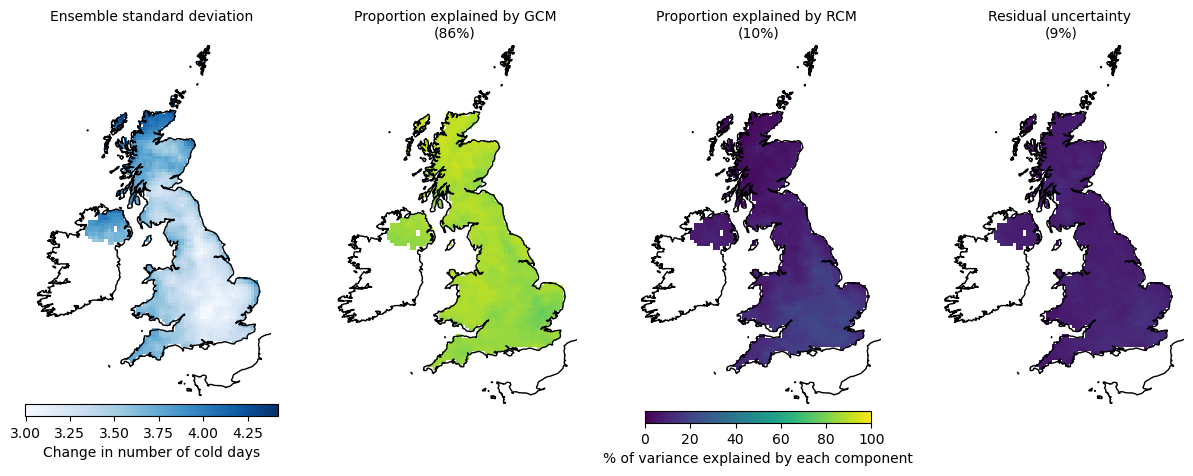 Ensemble standard deviation
Proportion explained by GCM
(86%)
Proportion explained by RCM
(10%)
Residual uncertainty
(9%)
3.00 3.25 3.50 3.75 4.00 4.25
Change in number of cold days
0 20 40 60 80 100
% of variance explained by each component